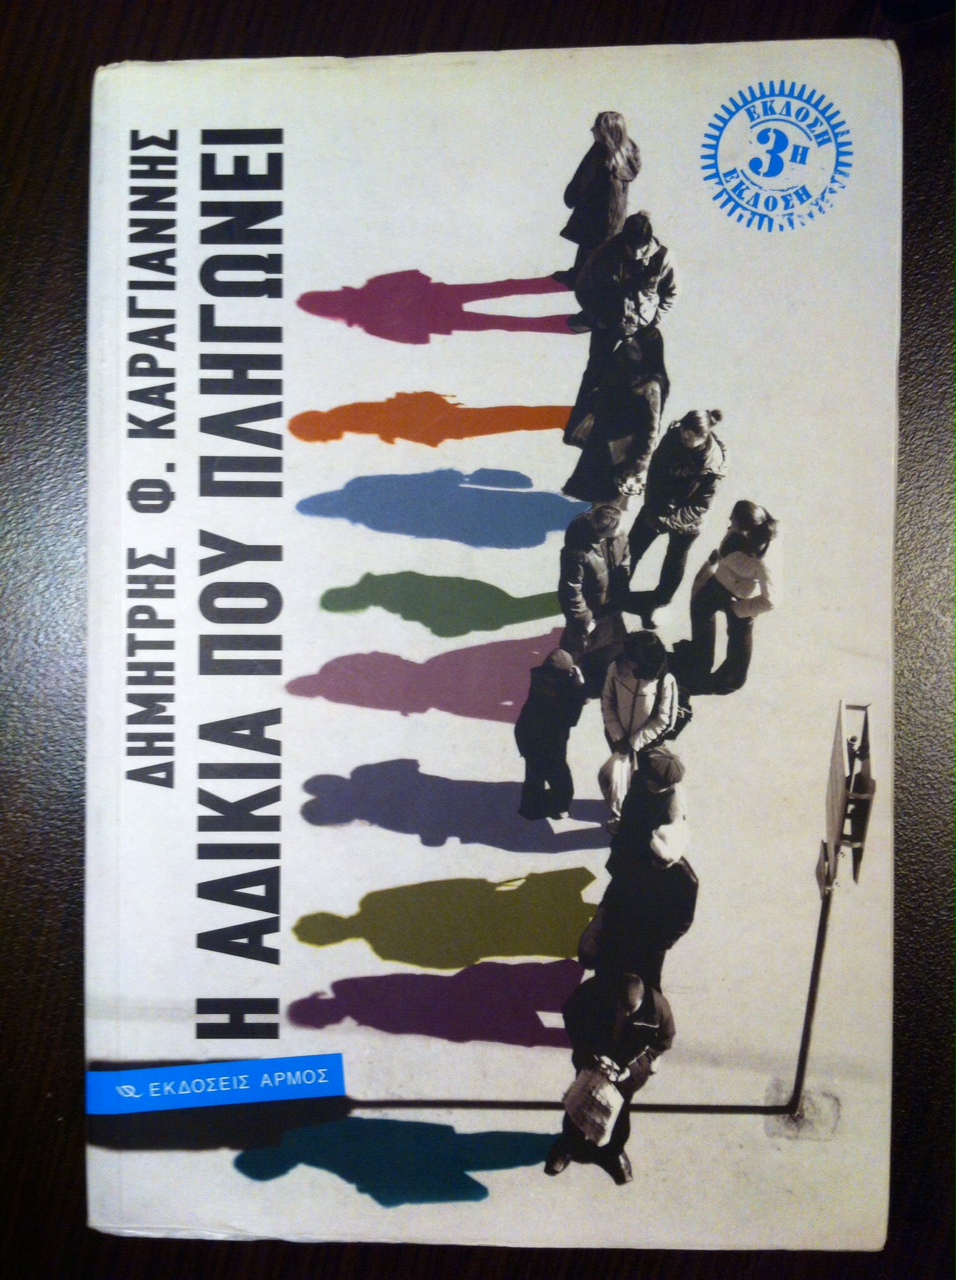 ΔΗΜΗΤΡΗΣ Φ. ΚΑΡΑΓΙΑΝΝΗΣ
Η ΑΔΙΚΙΑ ΠΟΥ ΠΛΗΓΩΝΕΙ
ΕΚΔΟΣΗ
3Η
ΕΚΔΟΣΗ
ΕΚΔΟΣΕΙΣ ΑΡΜΟΣ